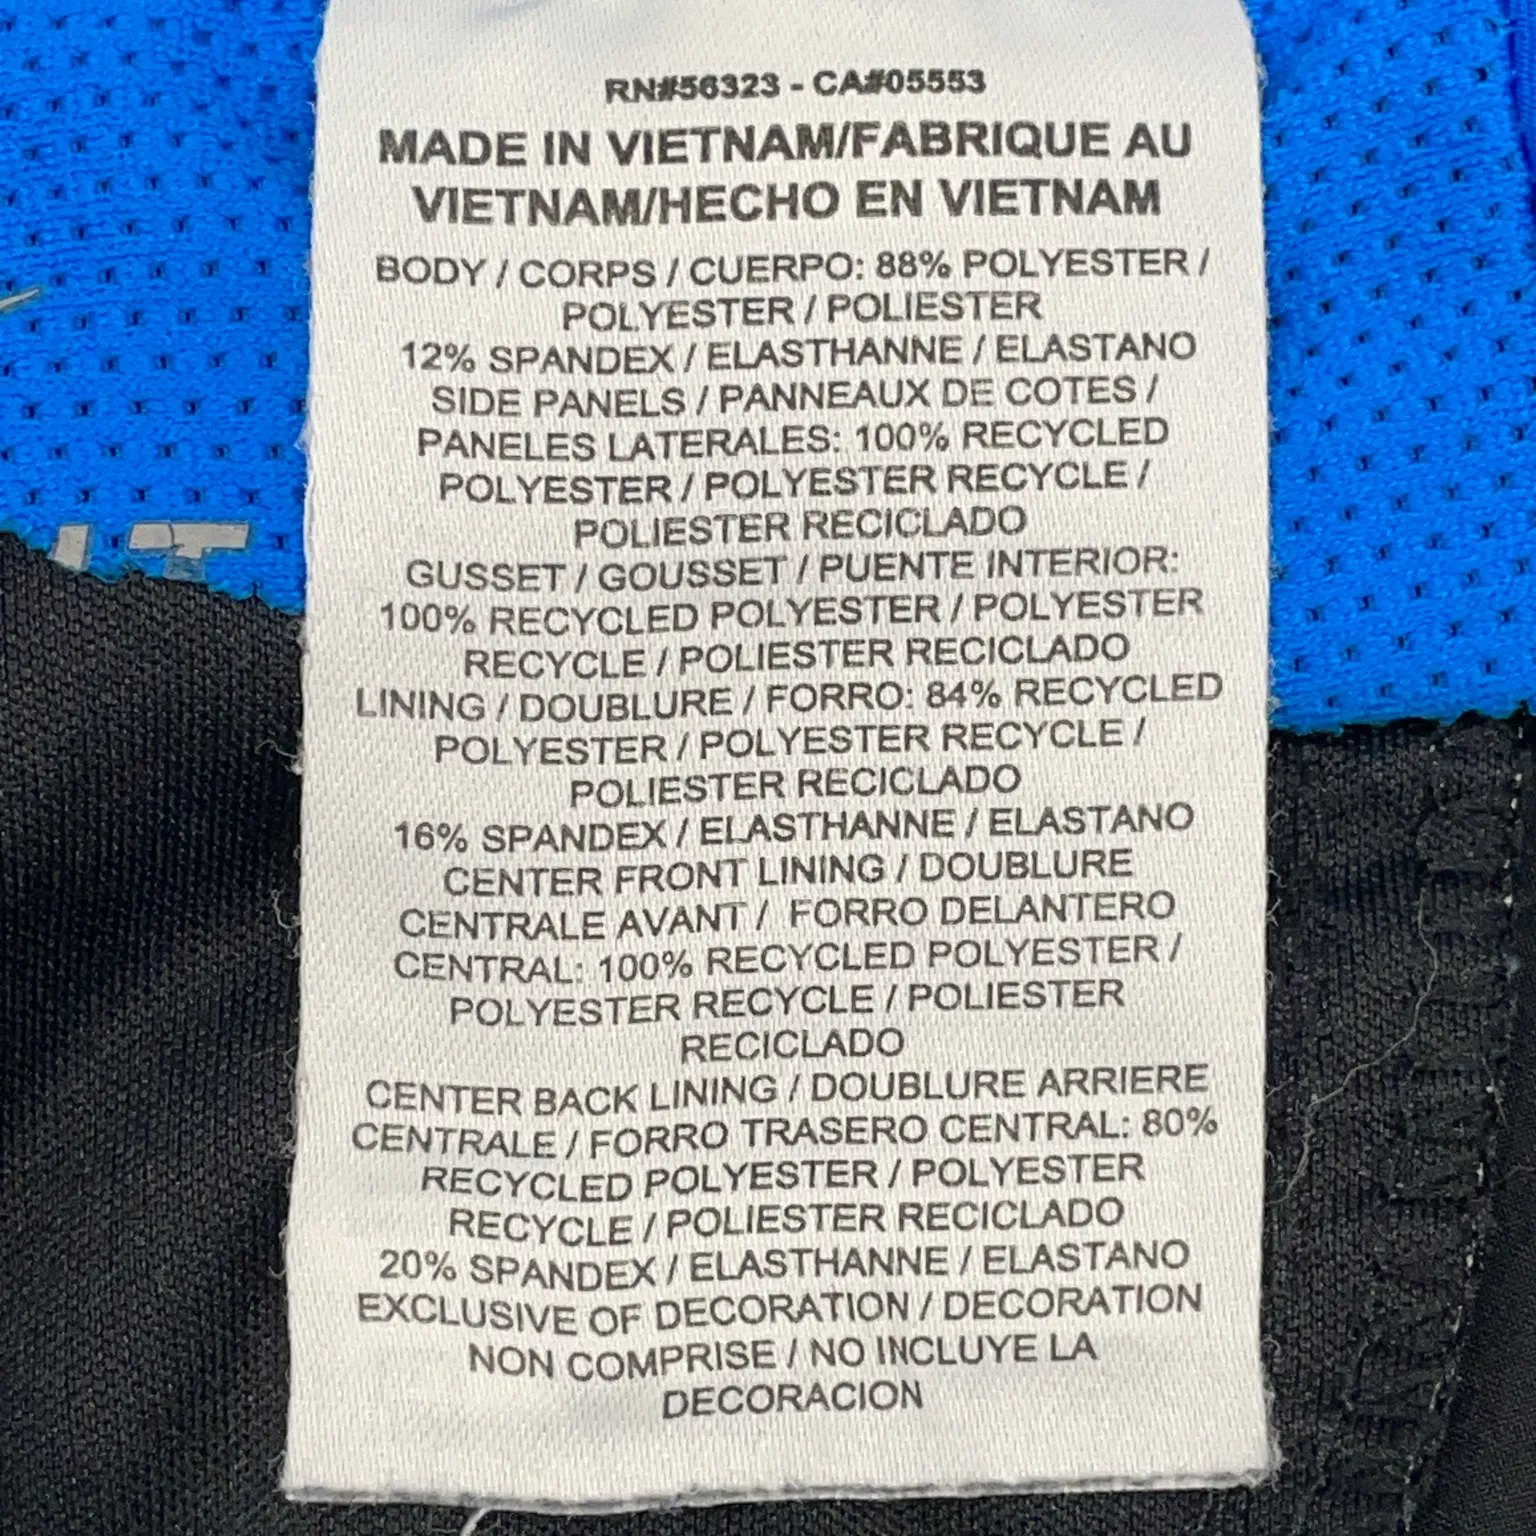 RN#56323 - CA#05553
MADE IN VIETNAM/FABRIQUE AU
VIETNAM/HECHO EN VIETNAM
BODY / CORPS / CUERPO: 88% POLYESTER /
POLYESTER / POLIESTER
12% SPANDEX / ELASTHANNE / ELASTANO
SIDE PANELS / PANNEAUX DE COTES /
PANELES LATERALES: 100% RECYCLED
POLYESTER / POLYESTER RECYCLE /
POLIESTER RECICLADO
GUSSET / GOUSSET / PUENTE INTERIOR:
100% RECYCLED POLYESTER / POLYESTER
RECYCLE / POLIESTER RECICLADO
LINING / DOUBLURE / FORRO: 84% RECYCLED
POLYESTER / POLYESTER RECYCLE /
POLIESTER RECICLADO
16% SPANDEX / ELASTHANNE / ELASTANO
CENTER FRONT LINING / DOUBLURE
CENTRALE AVANT / FORRO DELANTERO
CENTRAL: 100% RECYCLED POLYESTER /
POLYESTER RECYCLE / POLIESTER
RECICLADO
CENTER BACK LINING / DOUBLURE ARRIERE
CENTRALE / FORRO TRASERO CENTRAL: 80%
RECYCLED POLYESTER / POLYESTER
RECYCLE / POLIESTER RECICLADO
20% SPANDEX / ELASTHANNE / ELASTANO
EXCLUSIVE OF DECORATION / DECORATION
NON COMPRISE / NO INCLUYE LA
DECORACION